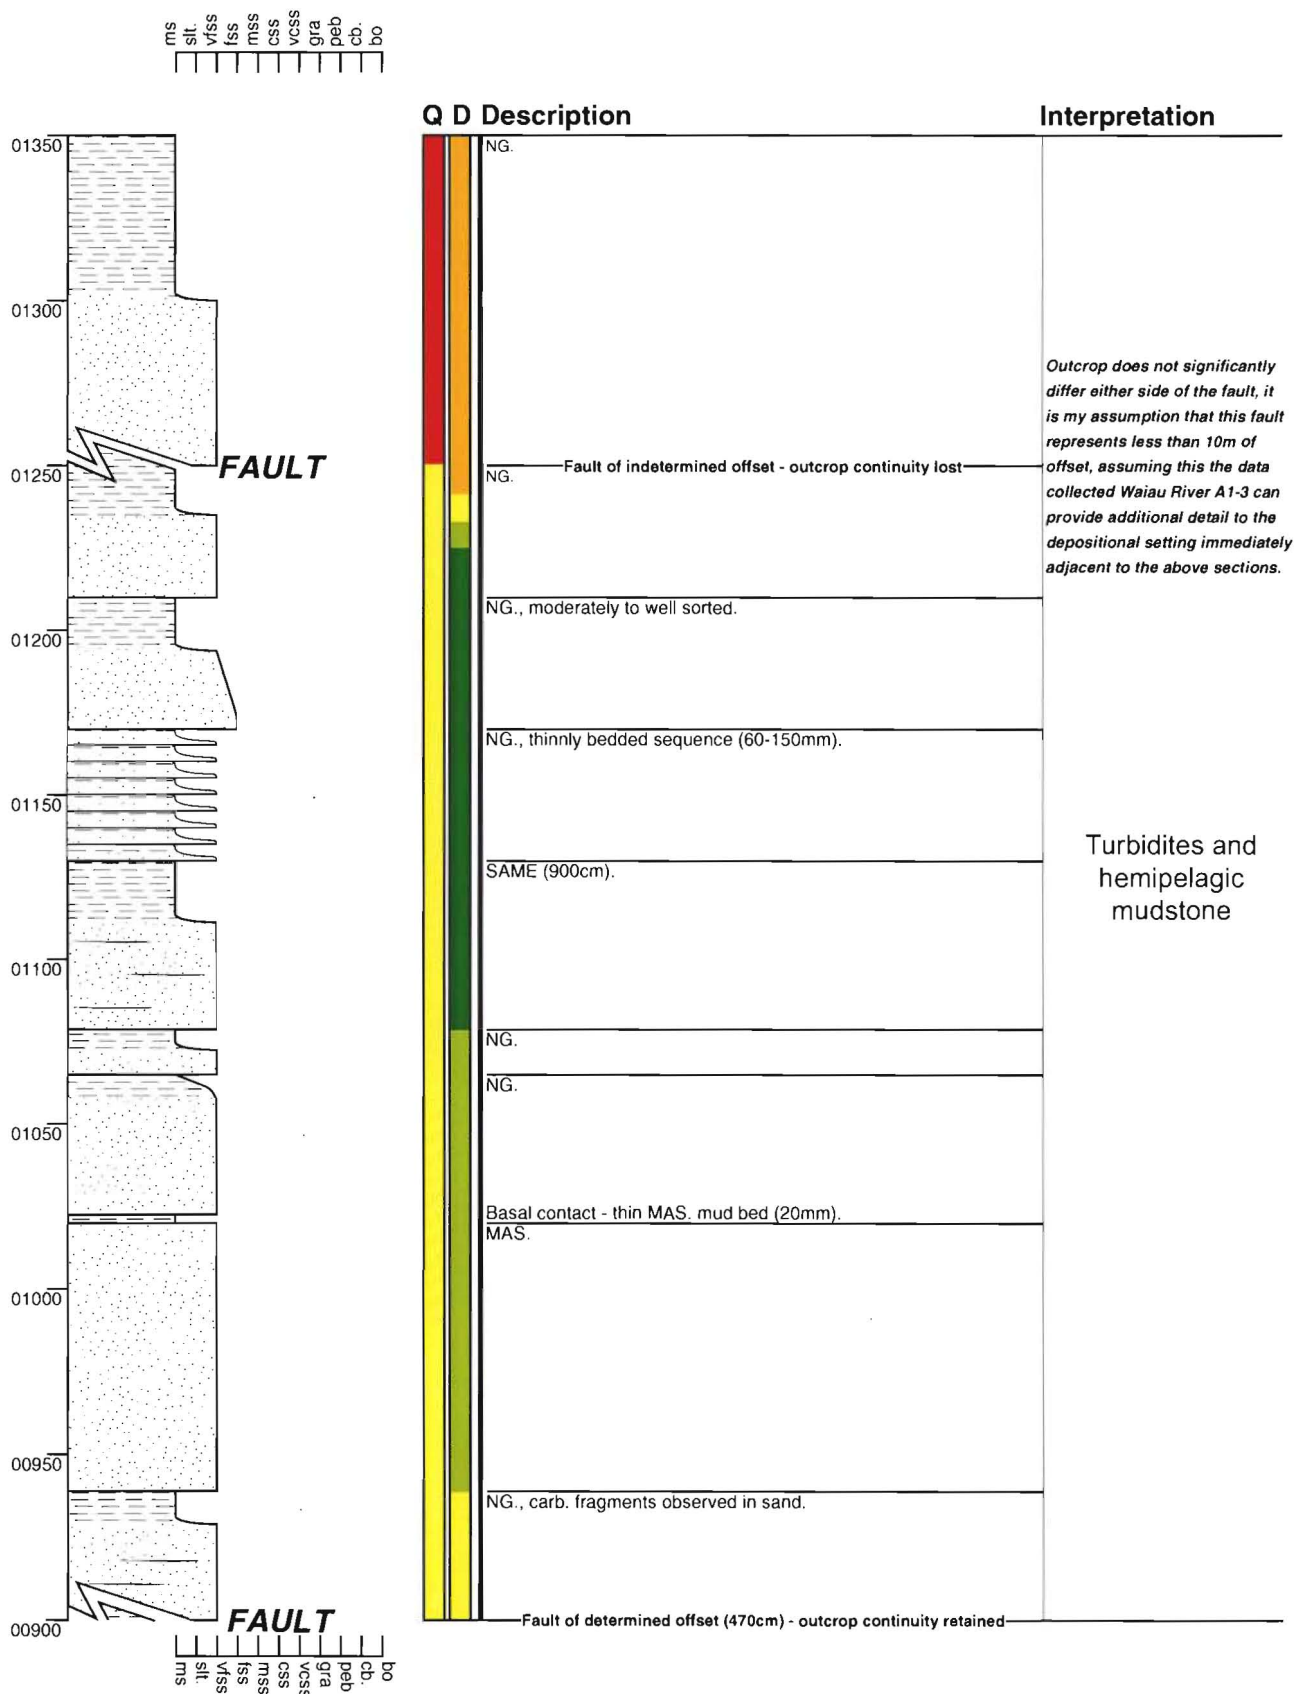 ms slt. vfss fss mss css vcss gra peb cb. bo
Q D Description Interpretation
01350
NG.
01300
Outcrop does not significantly
differ either side of the fault, it
is my assumption that this fault
represents less than 10m of
offset, assuming this the data
collected Waiau River A1-3 can
provide additional detail to the
depositional setting immediately
adjacent to the above sections.
01250
FAULT
Fault of indetermined offset - outcrop continuity lost
NG.
NG., moderately to well sorted.
01200
NG., thinnly bedded sequence (60-150mm).
01150
SAME (900cm).
Turbidites and
hemipelagic
mudstone
01100
NG.
NG.
01050
Basal contact - thin MAS. mud bed (20mm).
MAS.
01000
00950
NG., carb. fragments observed in sand.
00900
FAULT
Fault of determined offset (470cm) - outcrop continuity retained
ms slt. vfss fss mss css vcss gra peb cb. bo